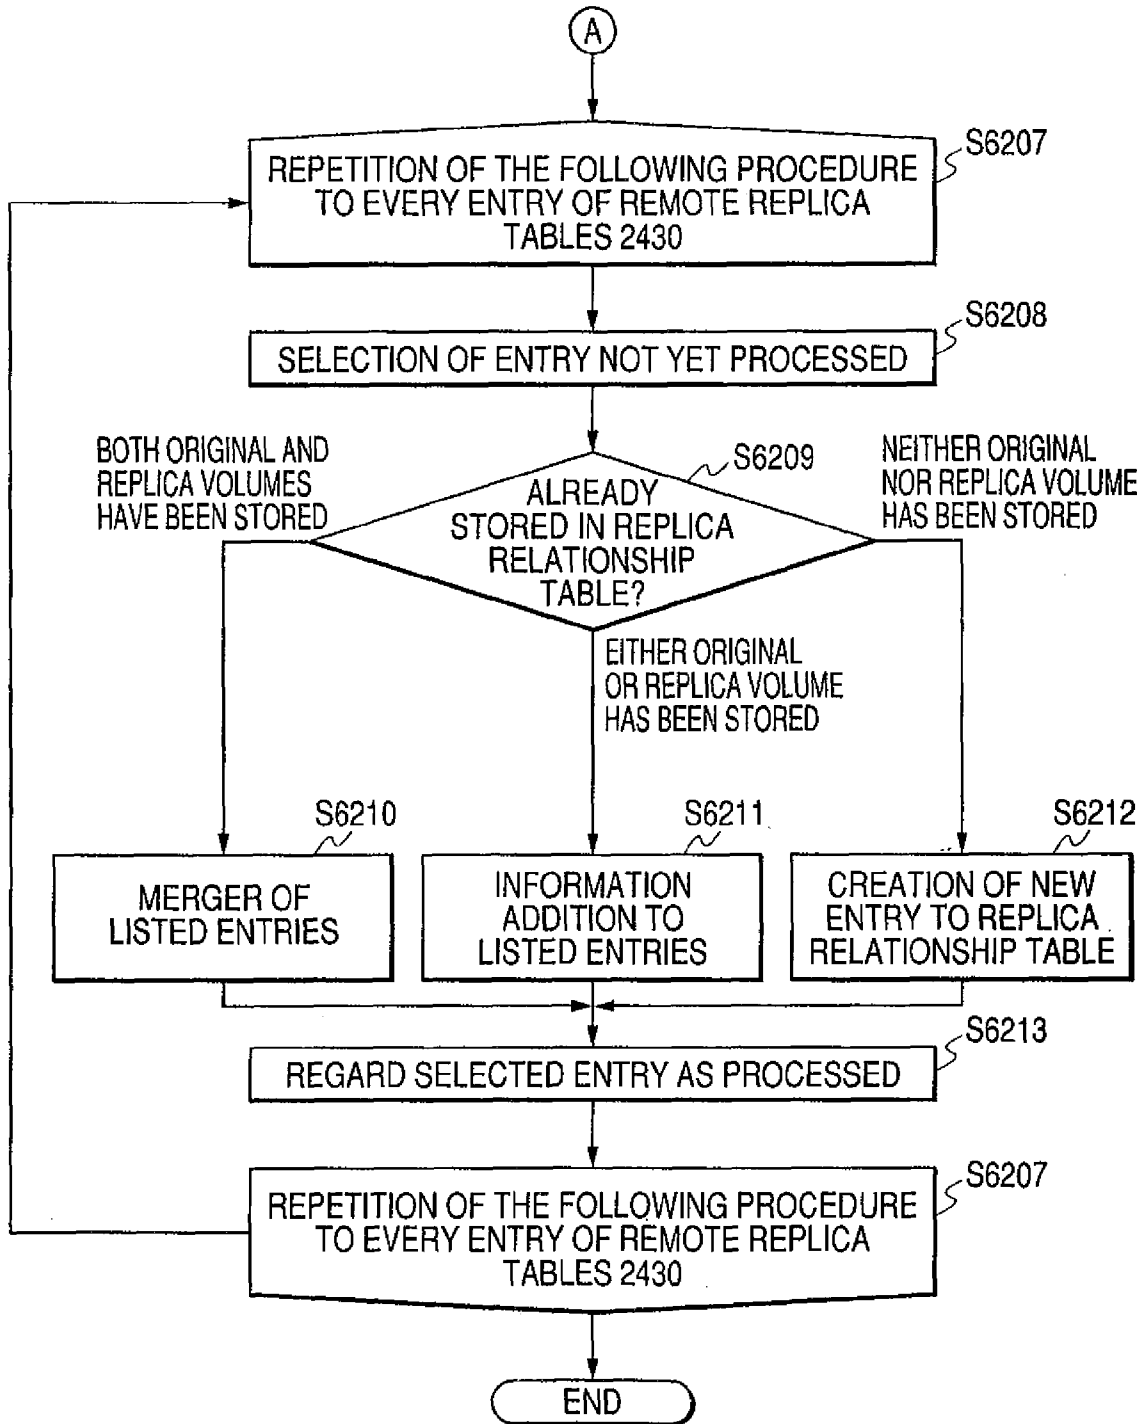 A
S6207
REPETITION OF THE FOLLOWING PROCEDURE
TO EVERY ENTRY OF REMOTE REPLICA
TABLES 2430
S6208
SELECTION OF ENTRY NOT YET PROCESSED
BOTH ORIGINAL AND
REPLICA VOLUMES
HAVE BEEN STORED
S6209
ALREADY
STORED IN REPLICA
RELATIONSHIP
TABLE?
NEITHER ORIGINAL
NOR REPLICA VOLUME
HAS BEEN STORED
EITHER ORIGINAL
OR REPLICA VOLUME
HAS BEEN STORED
S6210
MERGER OF
LISTED ENTRIES
S6211
INFORMATION
ADDITION TO
LISTED ENTRIES
S6212
CREATION OF NEW
ENTRY TO REPLICA
RELATIONSHIP TABLE
S6213
REGARD SELECTED ENTRY AS PROCESSED
S6207
REPETITION OF THE FOLLOWING PROCEDURE
TO EVERY ENTRY OF REMOTE REPLICA
TABLES 2430
END